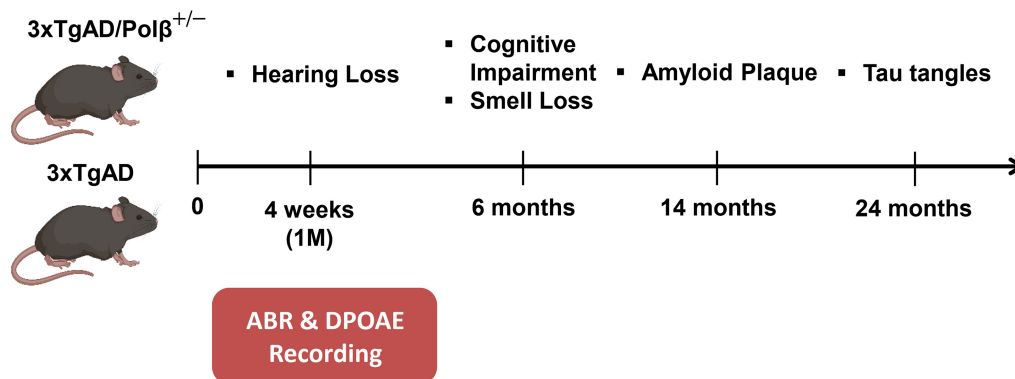 3xTgAD/Polβ+/−
▪ Hearing Loss
▪ Cognitive
Impairment
▪ Smell Loss
▪ Amyloid Plaque
▪ Tau tangles
3xTgAD
0
4 weeks
(1M)
6 months
14 months
24 months
ABR & DPOAE
Recording